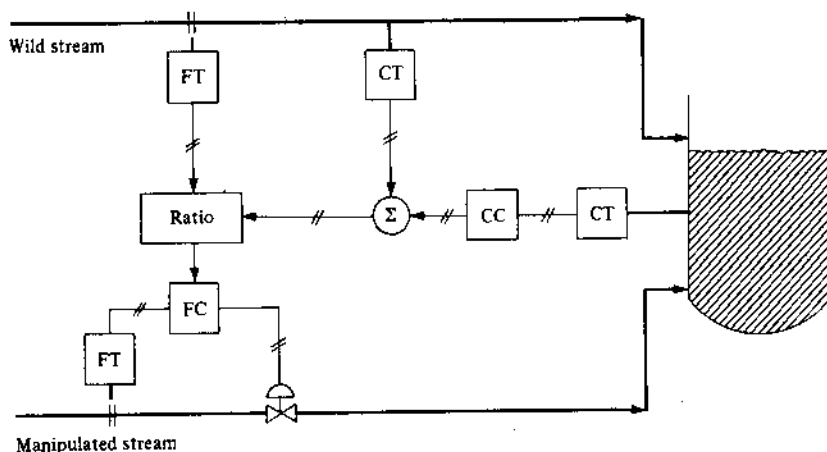 Wild stream
FT
CT
Ratio
Σ
CC
CT
FC
FT
Manipulated stream